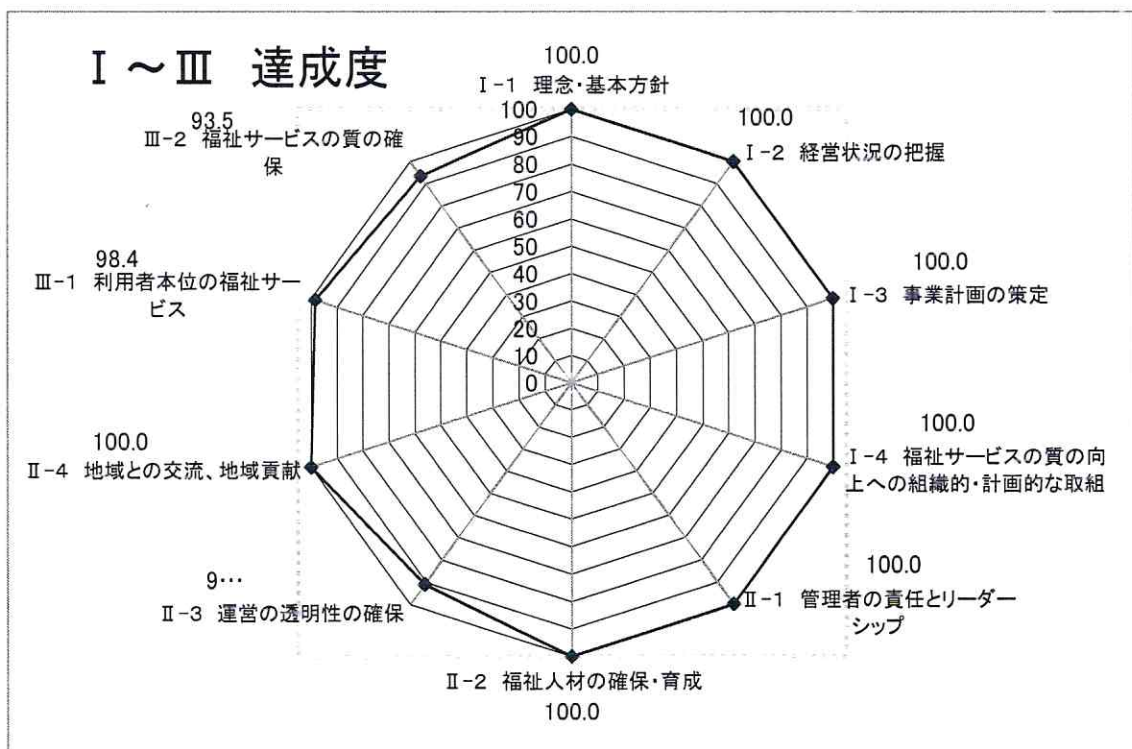 Ⅰ~Ⅲ 達成度
100.0
Ⅰ-1 理念・基本方針
100.0
Ⅰ-2 経営状況の把握
100.0
Ⅰ-3 事業計画の策定
100.0
Ⅰ-4 福祉サービスの質の向
上への組織的・計画的な取組
100.0
Ⅱ-1 管理者の責任とリーダー
シップ
Ⅱ-2 福祉人材の確保・育成
100.0
9…
Ⅱ-3 運営の透明性の確保
100.0
Ⅱ-4 地域との交流、地域貢献
98.4
Ⅲ-1 利用者本位の福祉サー
ビス
93.5
Ⅲ-2 福祉サービスの質の確
保
100
90
80
70
60
50
40
30
20
10
0